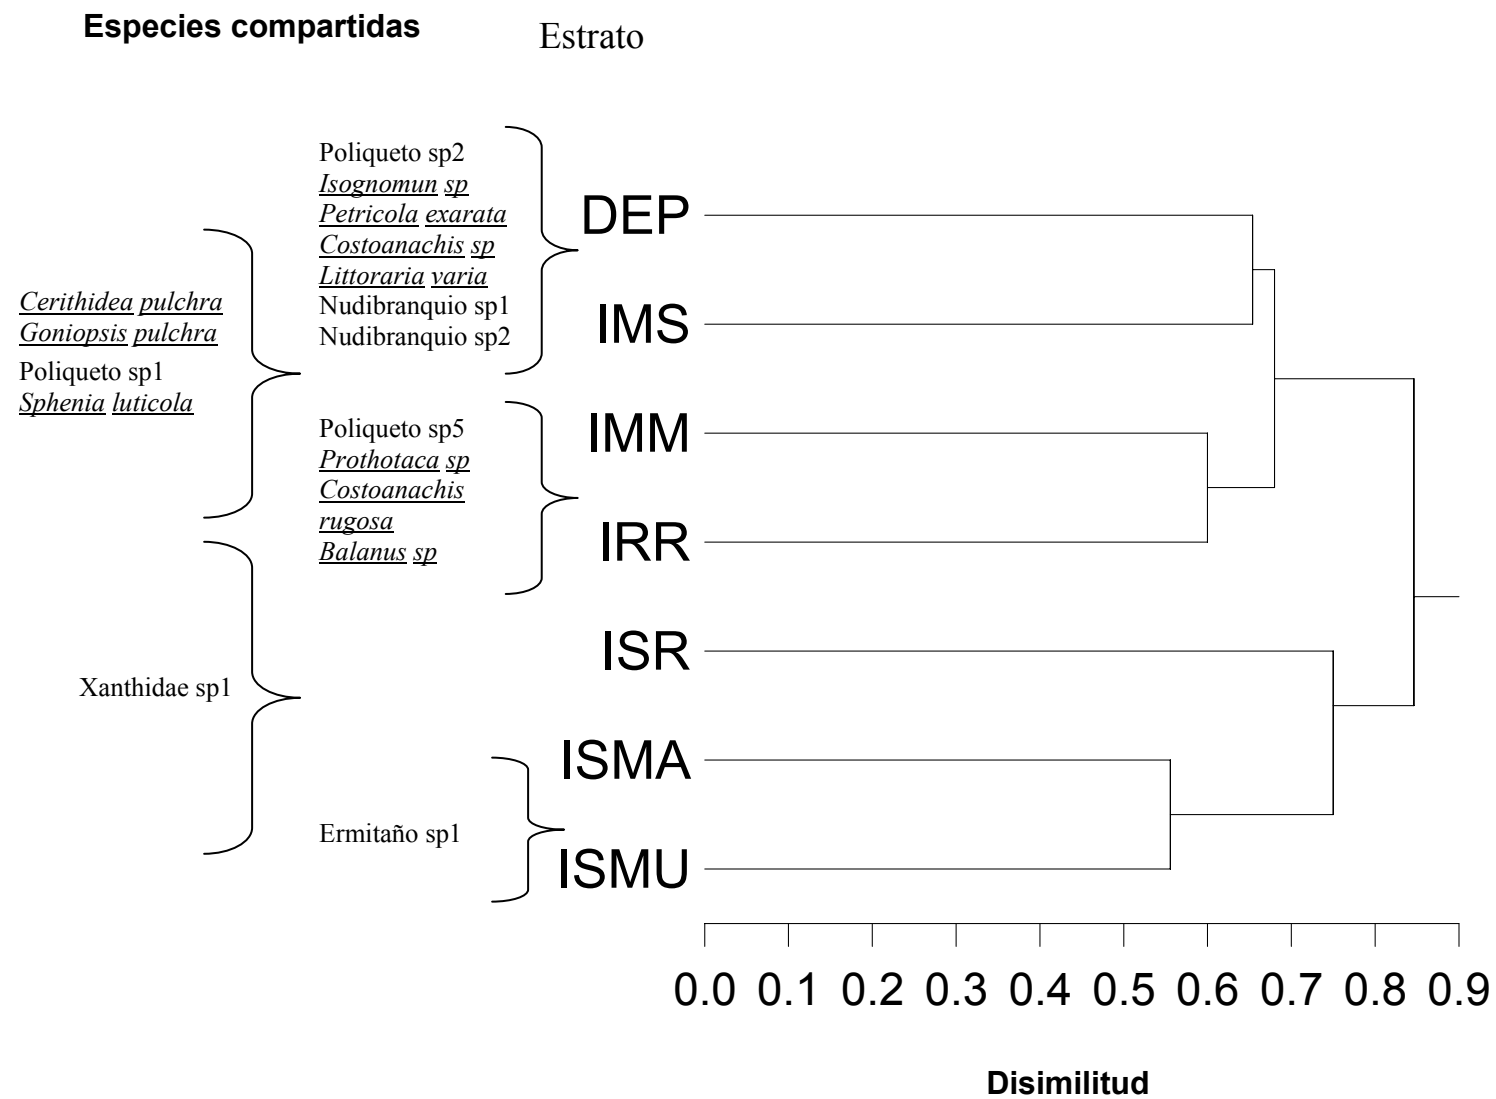 Especies compartidas
Estrato
Poliqueto sp2
Isognomun sp
Petricola exarata
Costoanachis sp
Littoraria varia
Nudibranquio sp1
Nudibranquio sp2
DEP
IMS
Cerithidea pulchra
Goniopsis pulchra
Poliqueto sp1
Sphenia luticola
Poliqueto sp5
Prothotaca sp
Costoanachis
rugosa
Balanus sp
IMM
IRR
Xanthidae sp1
ISR
Ermitaño sp1
ISMA
ISMU
0.0 0.1 0.2 0.3 0.4 0.5 0.6 0.7 0.8 0.9
Disimilitud